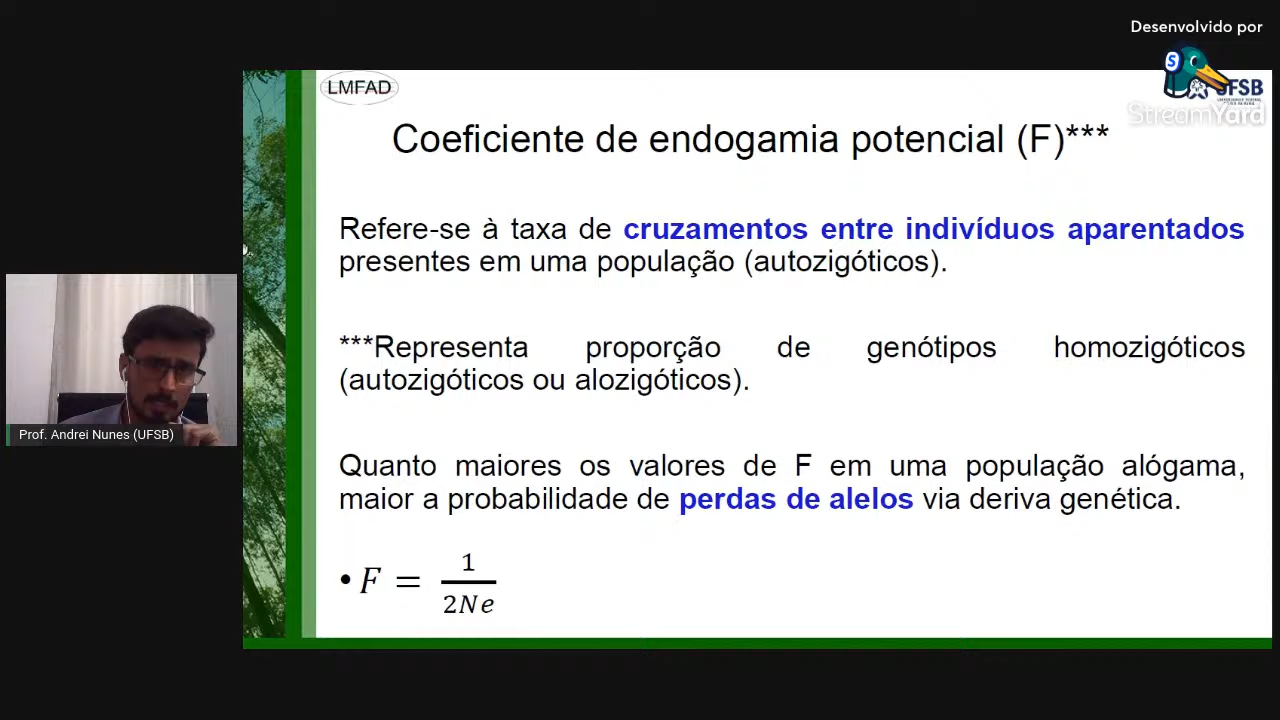 Desenvolvido por
StreamYard
LMFAD
UFSB
Coeficiente de endogamia potencial (F)***
Refere-se à taxa de cruzamentos entre indivíduos aparentados
presentes em uma população (autozigóticos).
***Representa proporção de genótipos homozigóticos
(autozigóticos ou alozigóticos).
Quanto maiores os valores de F em uma população alógama,
maior a probabilidade de perdas de alelos via deriva genética.
• F = 1
2Ne
Prof. Andrei Nunes (UFSB)